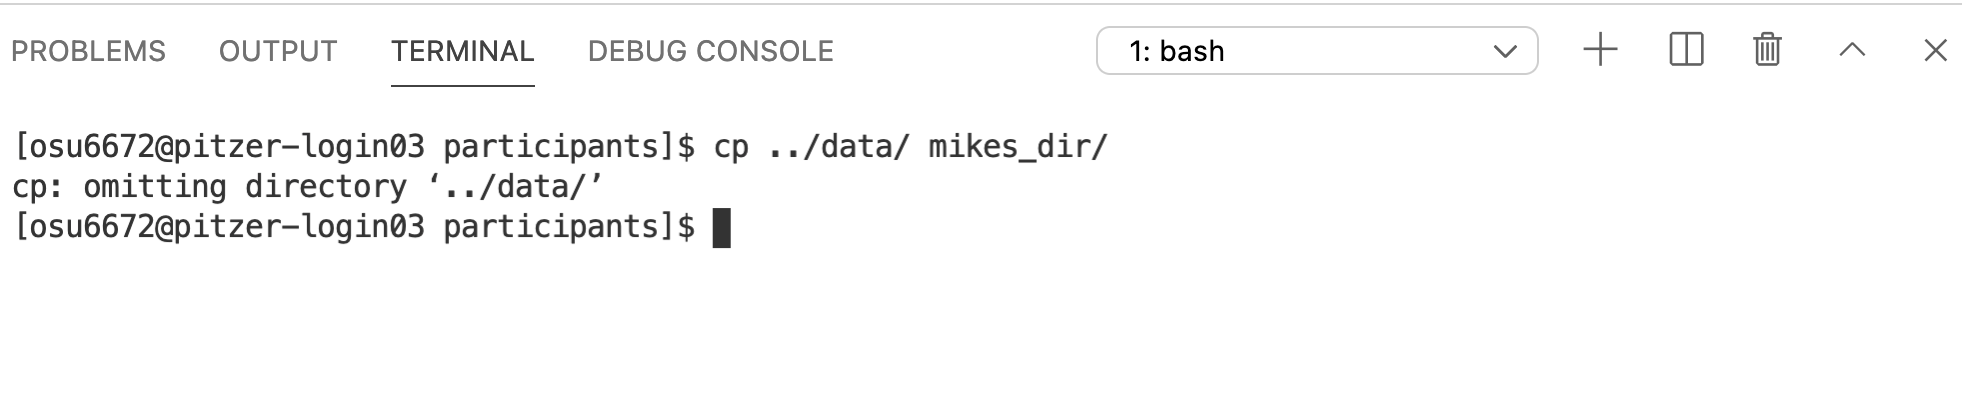 PROBLEMS OUTPUT TERMINAL DEBUG CONSOLE 1: bash
[osu6672@pitzer-login03 participants]$ cp ../data/ mikes_dir/
cp: omitting directory ‘../data/’
[osu6672@pitzer-login03 participants]$